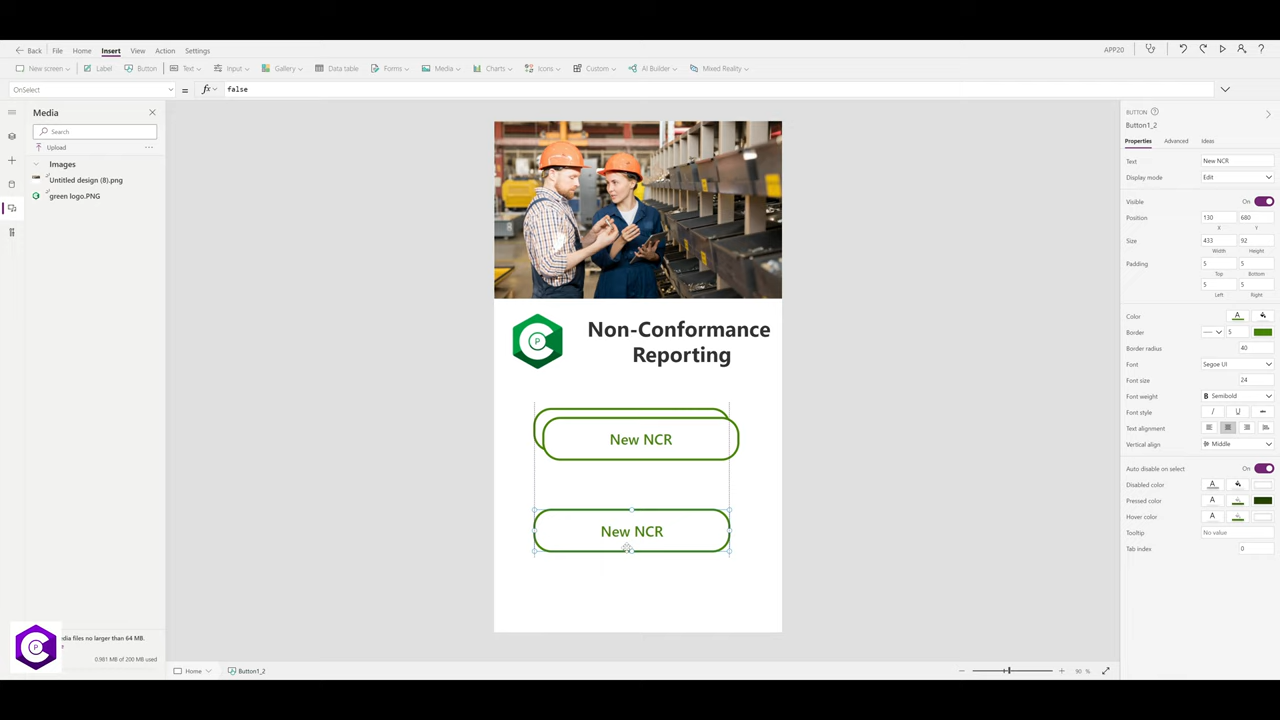 Back File Home Insert View Action Settings APP20
New screen Label Button Text Input Gallery Data table Forms Media Charts Icons Custom AI Builder Mixed Reality
OnSelect = fx false
Media
Search
Upload
Images
Untitled design (8).png
green logo.PNG
edia files no larger than 64 MB.
0.981 MB of 200 MB used
P
Non-Conformance
Reporting
New NCR
New NCR
P
Home Button1_2
90 %
BUTTON
Button1_2
Properties Advanced Ideas
Text New NCR
Display mode Edit
Visible On
Position 130 680
X Y
Size 433 92
Width Height
Padding 5 5
Top Bottom
5 5
Left Right
Color
Border 5
Border radius 40
Font Segoe UI
Font size 24
Font weight B Semibold
Font style
Text alignment
Vertical align Middle
Auto disable on select On
Disabled color
Pressed color
Hover color
Tooltip No value
Tab index 0